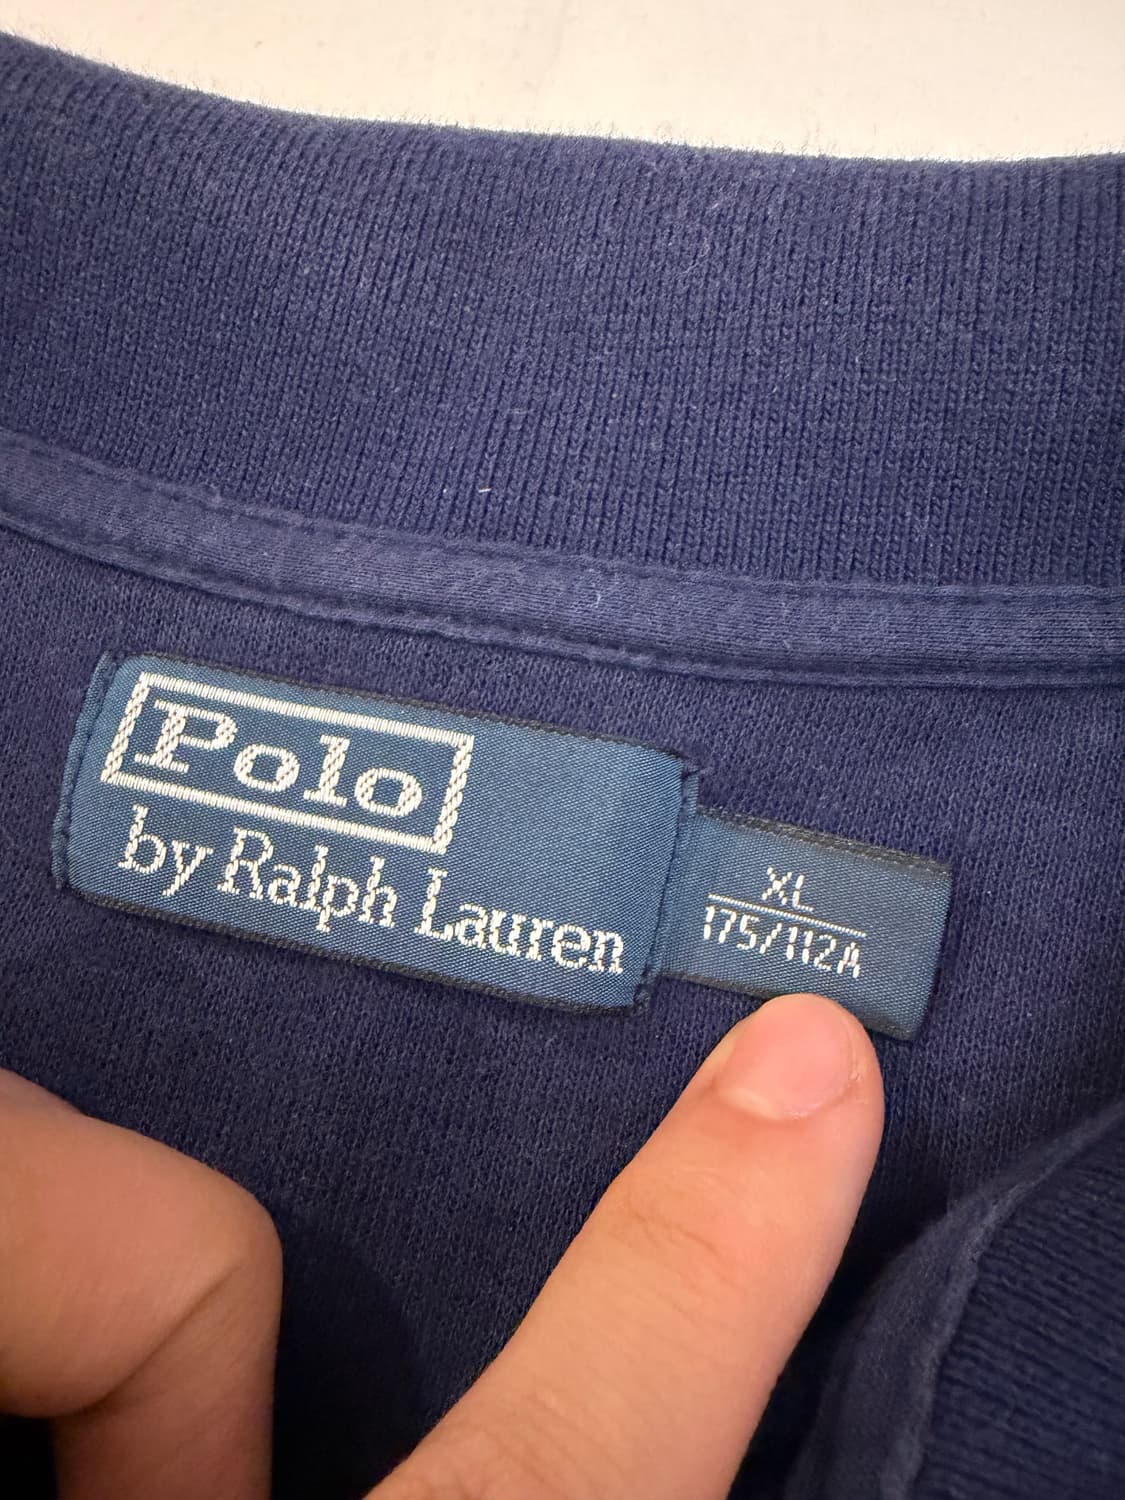 Polo
by Ralph Lauren
XL
175/112A